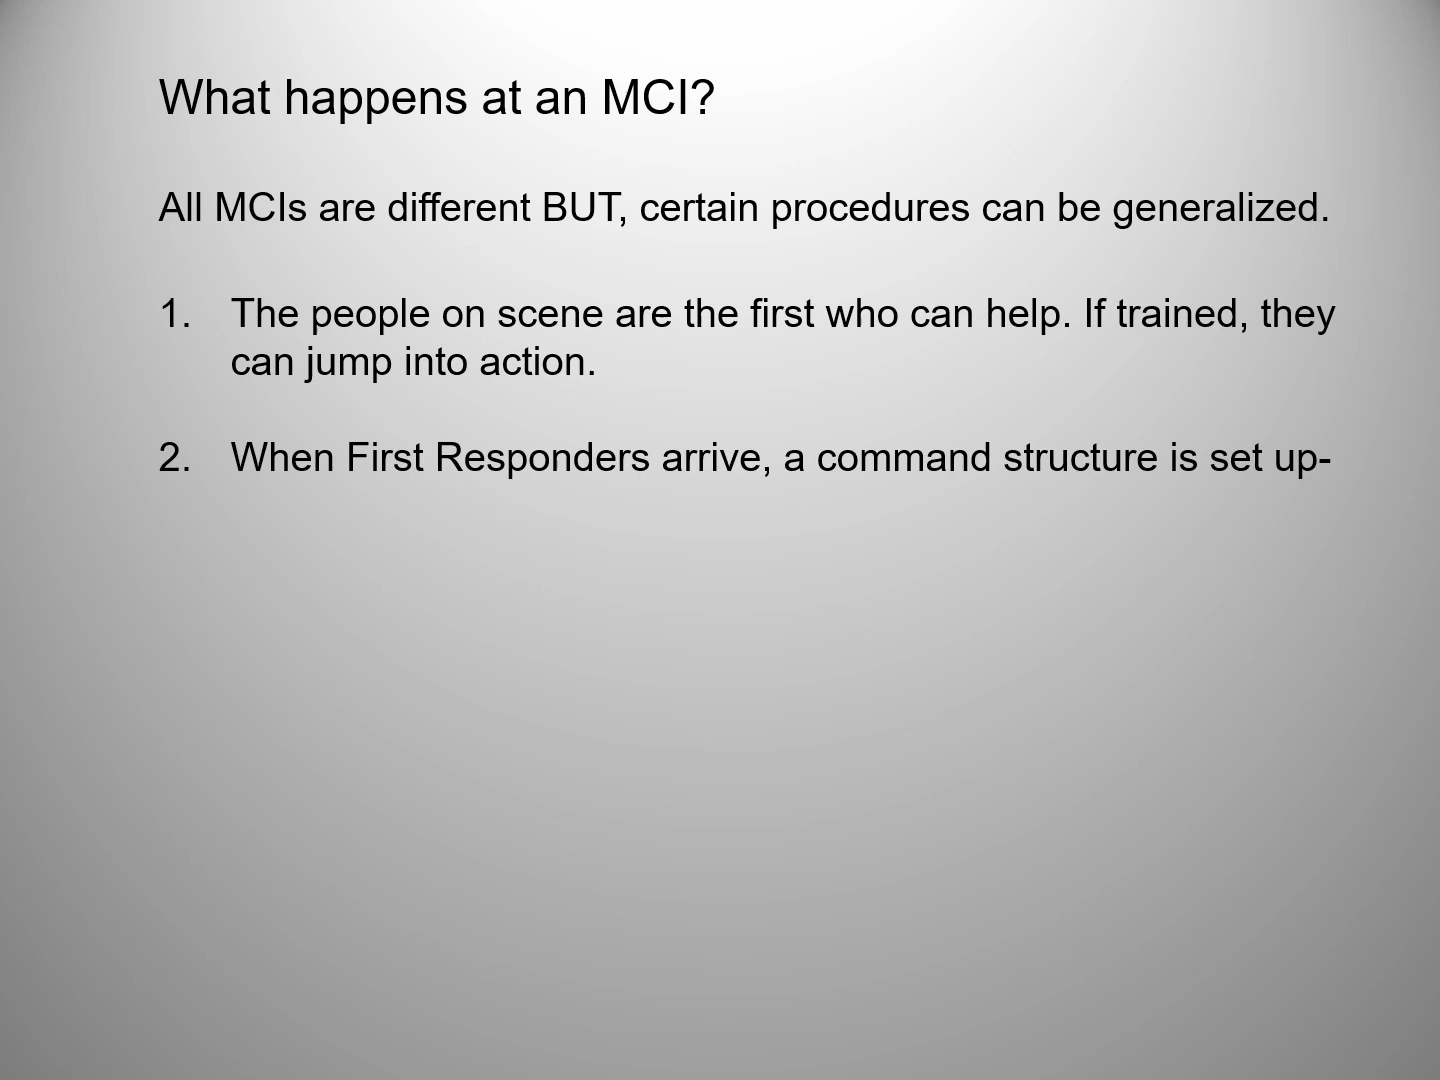 What happens at an MCI?
All MCIs are different BUT, certain procedures can be generalized.
1. The people on scene are the first who can help. If trained, they
can jump into action.
2. When First Responders arrive, a command structure is set up-